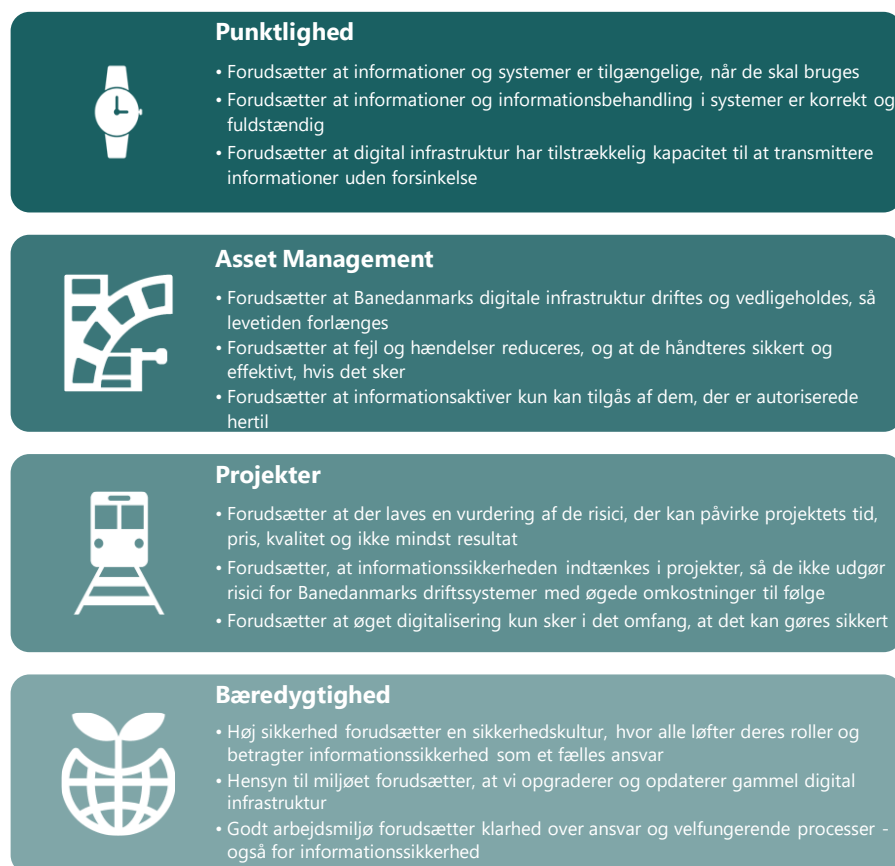 Punktlighed
• Forudsætter at informationer og systemer er tilgængelige, når de skal bruges
• Forudsætter at informationer og informationsbehandling i systemer er korrekt og
fuldstændig
• Forudsætter at digital infrastruktur har tilstrækkelig kapacitet til at transmittere
informationer uden forsinkelse
Asset Management
• Forudsætter at Banedanmarks digitale infrastruktur driftes og vedligeholdes, så
levetiden forlænges
• Forudsætter at fejl og hændelser reduceres, og at de håndteres sikkert og
effektivt, hvis det sker
• Forudsætter at informationsaktiver kun kan tilgås af dem, der er autoriserede
hertil
Projekter
• Forudsætter at der laves en vurdering af de risici, der kan påvirke projektets tid,
pris, kvalitet og ikke mindst resultat
• Forudsætter, at informationssikkerheden indtænkes i projekter, så de ikke udgør
risici for Banedanmarks driftssystemer med øgede omkostninger til følge
• Forudsætter at øget digitalisering kun sker i det omfang, at det kan gøres sikkert
Bæredygtighed
• Høj sikkerhed forudsætter en sikkerhedskultur, hvor alle løfter deres roller og
betragter informationssikkerhed som et fælles ansvar
• Hensyn til miljøet forudsætter, at vi opgraderer og opdaterer gammel digital
infrastruktur
• Godt arbejdsmiljø forudsætter klarhed over ansvar og velfungerende processer -
også for informationssikkerhed